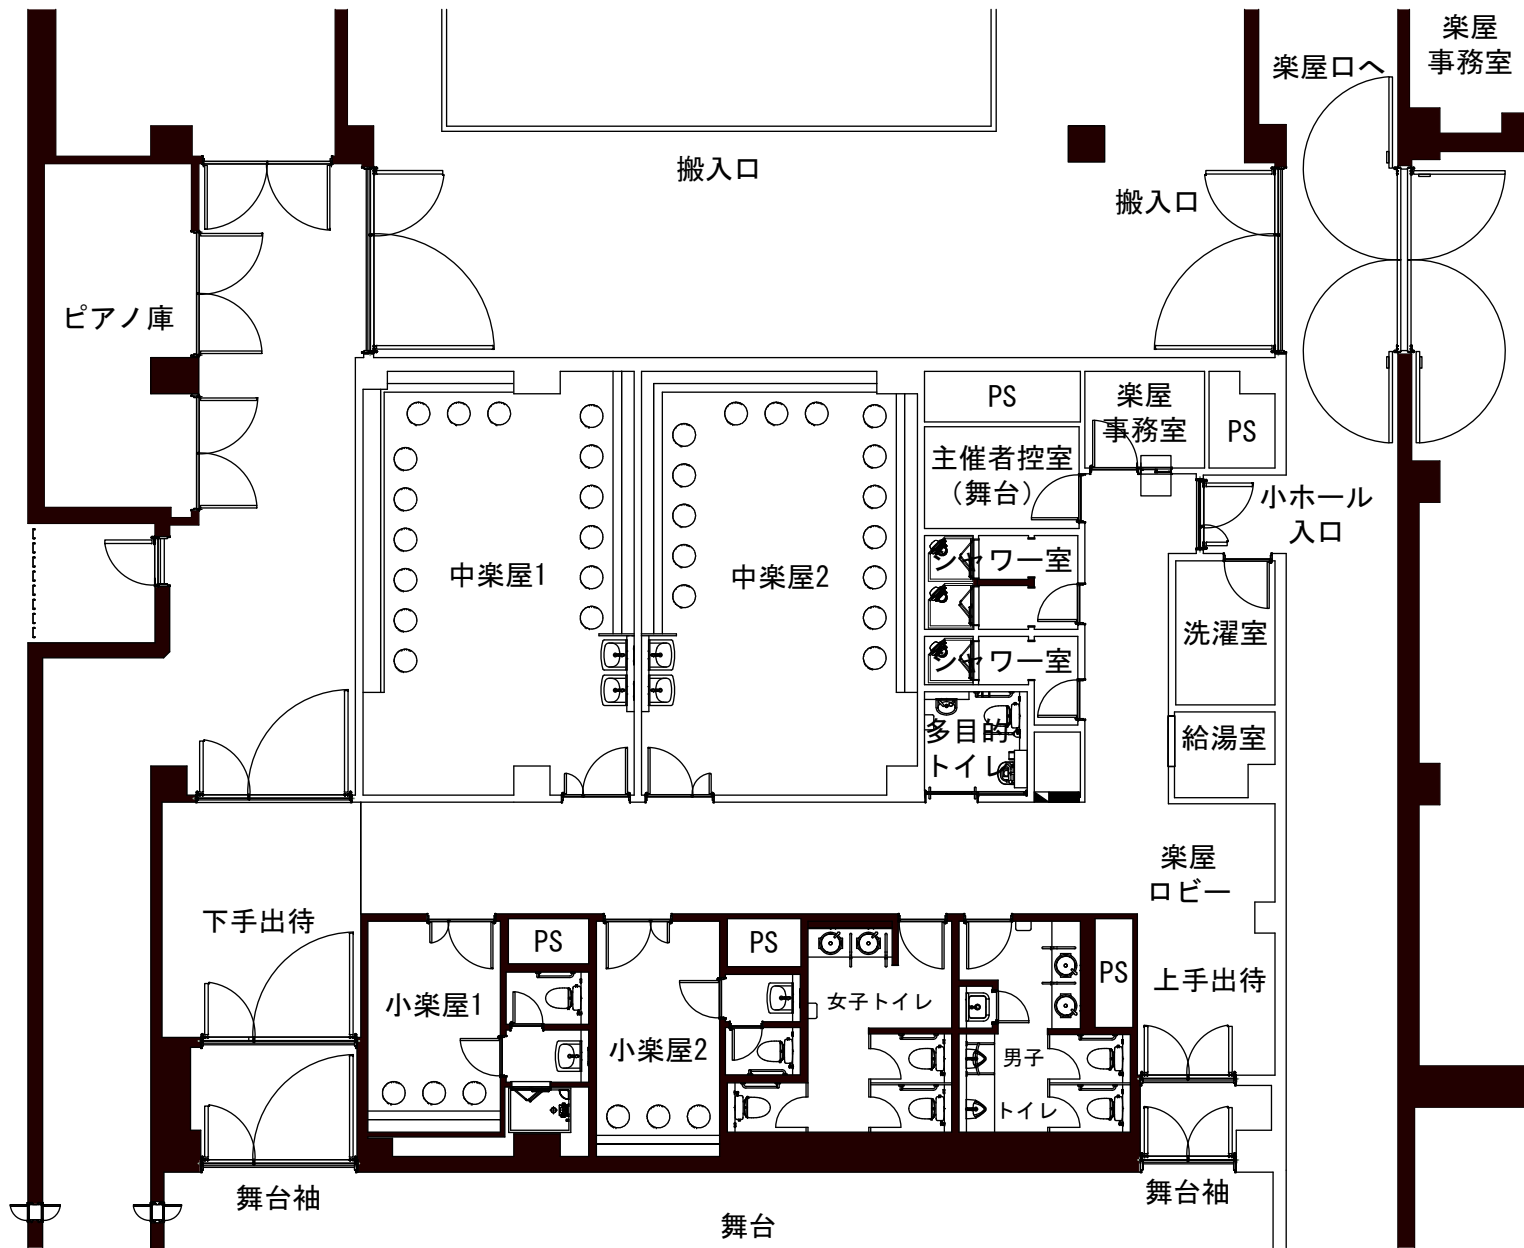 楽屋
事務室
楽屋口へ
搬入口
搬入口
ピアノ庫
PS
楽屋
事務室
PS
主催者控室
（舞台）
小ホール
入口
シャワー室
中楽屋1
中楽屋2
洗濯室
シャワー室
多目的
トイレ
給湯室
楽屋
ロビー
下手出待
PS
PS
PS
上手出待
小楽屋1
女子トイレ
小楽屋2
男子
トイレ
舞台袖
舞台袖
舞台